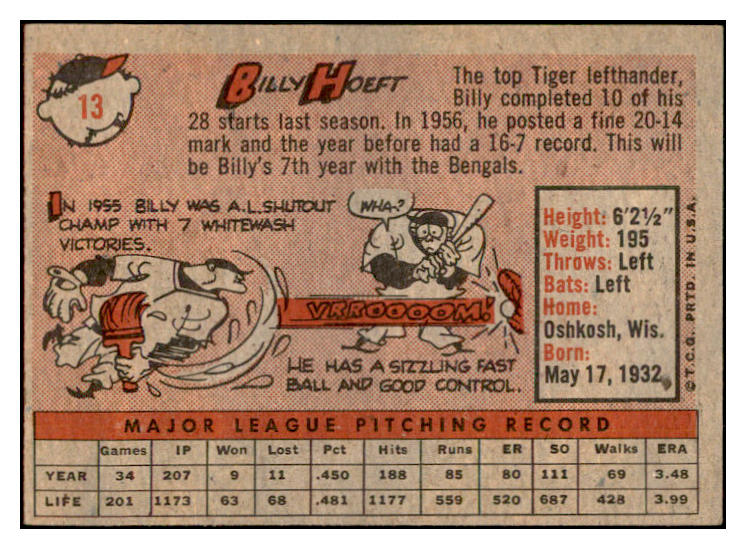 13
BILLY HOEFT
The top Tiger lefthander,
Billy completed 10 of his
28 starts last season. In 1956, he posted a fine 20-14
mark and the year before had a 16-7 record. This will
be Billy's 7th year with the Bengals.
IN 1955 BILLY WAS A.L. SHUTOUT
CHAMP WITH 7 WHITEWASH
VICTORIES.
WHA-?
VRROOOOM!
HE HAS A SIZZLING FAST
BALL AND GOOD CONTROL.
Height: 6'2½"
Weight: 195
Throws: Left
Bats: Left
Home:
Oshkosh, Wis.
Born:
May 17, 1932
© T.C.G. PRTD. IN U.S.A.
MAJOR LEAGUE PITCHING RECORD
Games IP Won Lost Pct Hits Runs ER SO Walks ERA
YEAR 34 207 9 11 .450 188 85 80 111 69 3.48
LIFE 201 1173 63 68 .481 1177 559 520 687 428 3.99